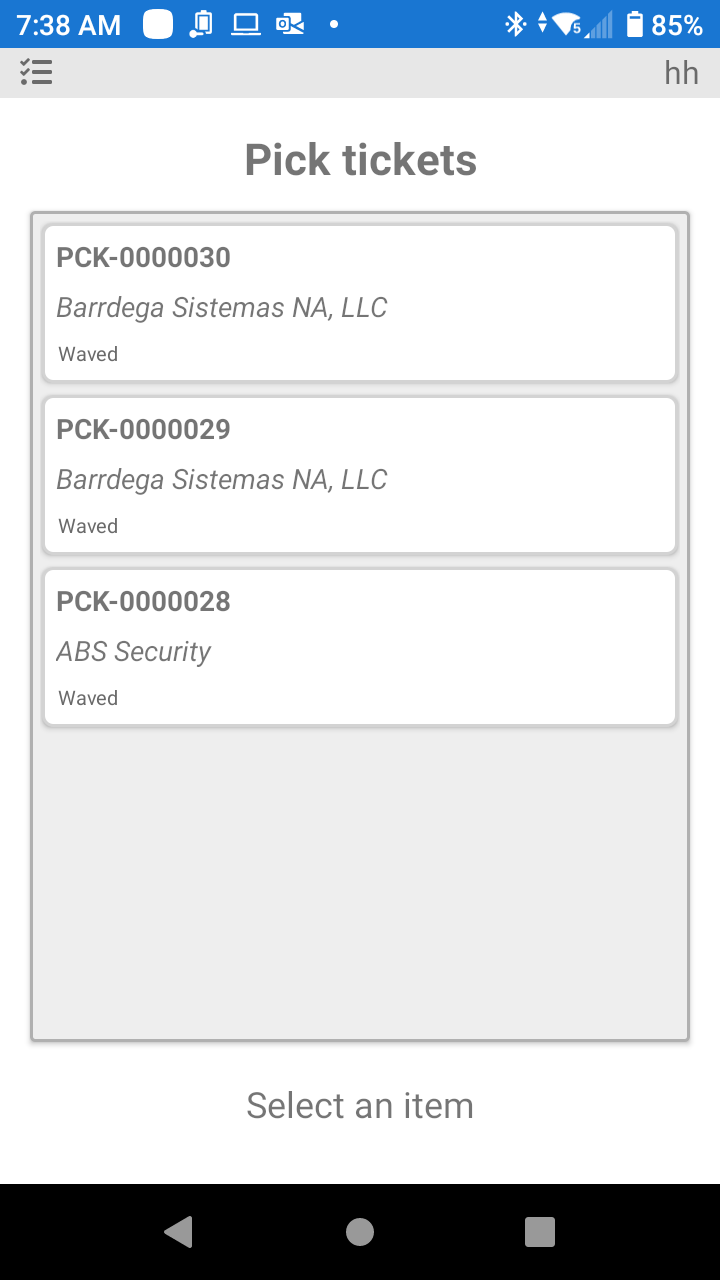 7:38 AM 85%
hh
Pick tickets
PCK-0000030
Barrdega Sistemas NA, LLC
Waved
PCK-0000029
Barrdega Sistemas NA, LLC
Waved
PCK-0000028
ABS Security
Waved
Select an item